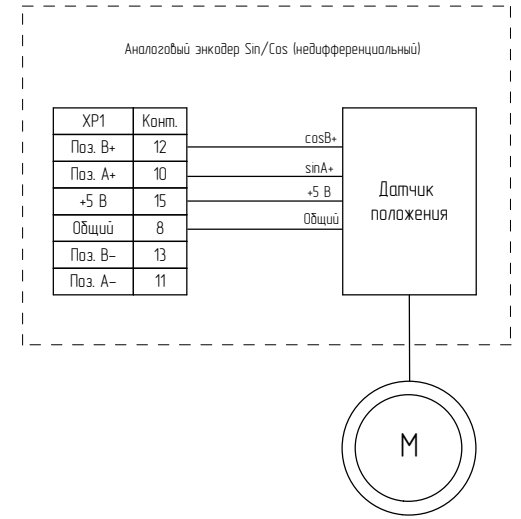 Аналоговый энкодер Sin/Cos (недифференциальный)
XP1 Конт.
Поз. B+ 12
Поз. A+ 10
+5 В 15
Общий 8
Поз. B– 13
Поз. A– 11
cosB+
sinA+
+5 В
Общий
Датчик
положения
М